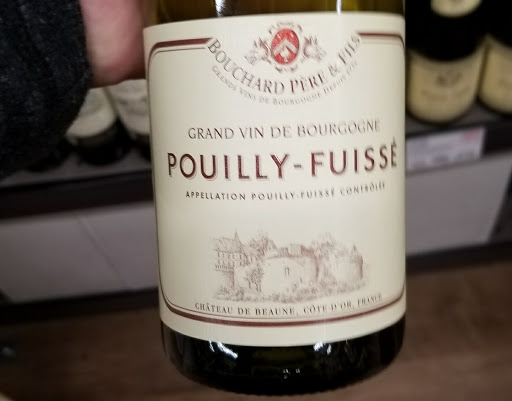 BOUCHARD PÈRE & FILS
GRANDS VINS DE BOURGOGNE DEPUIS 1731
GRAND VIN DE BOURGOGNE
POUILLY-FUISSÉ
APPELLATION POUILLY-FUISSÉ CONTRÔLÉE
CHÂTEAU DE BEAUNE, CÔTE D'OR, FRANCE